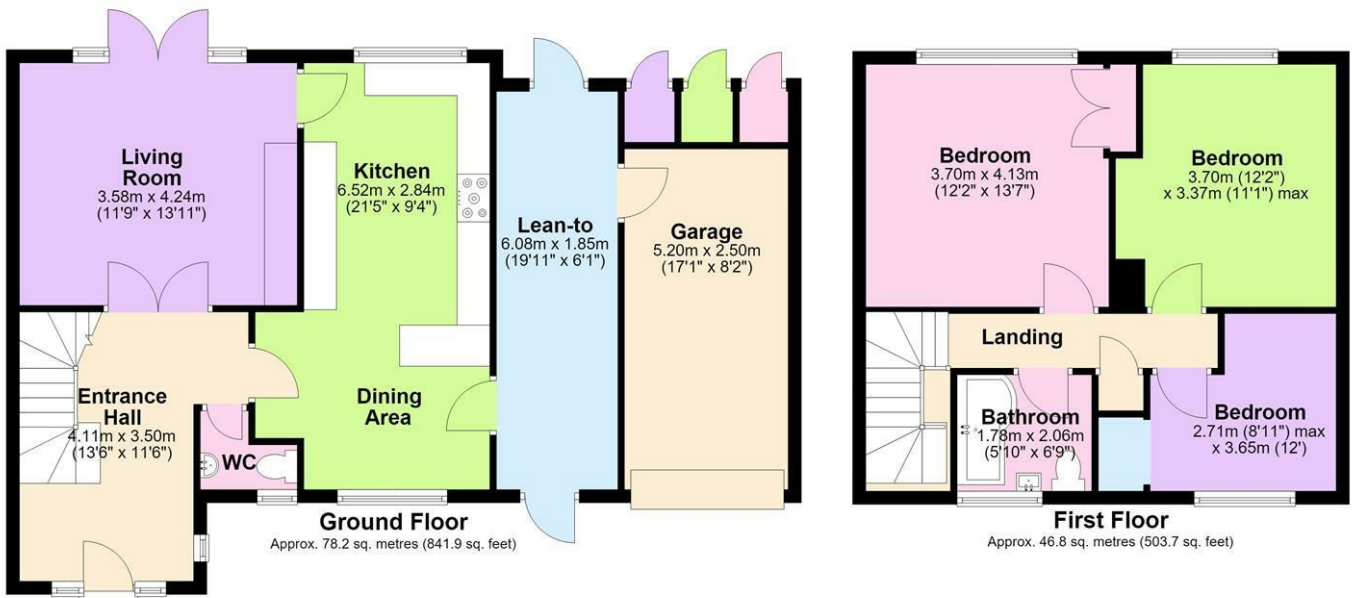 Living
Room
3.58m x 4.24m
(11'9" x 13'11")
Kitchen
6.52m x 2.84m
(21'5" x 9'4")
Lean-to
6.08m x 1.85m
(19'11" x 6'1")
Garage
5.20m x 2.50m
(17'1" x 8'2")
Entrance
Hall
4.11m x 3.50m
(13'6" x 11'6")
Dining
Area
WC
Ground Floor
Approx. 78.2 sq. metres (841.9 sq. feet)
Bedroom
3.70m x 4.13m
(12'2" x 13'7")
Bedroom
3.70m (12'2")
x 3.37m (11'1") max
Landing
Bathroom
1.78m x 2.06m
(5'10" x 6'9")
Bedroom
2.71m (8'11") max
x 3.65m (12')
First Floor
Approx. 46.8 sq. metres (503.7 sq. feet)